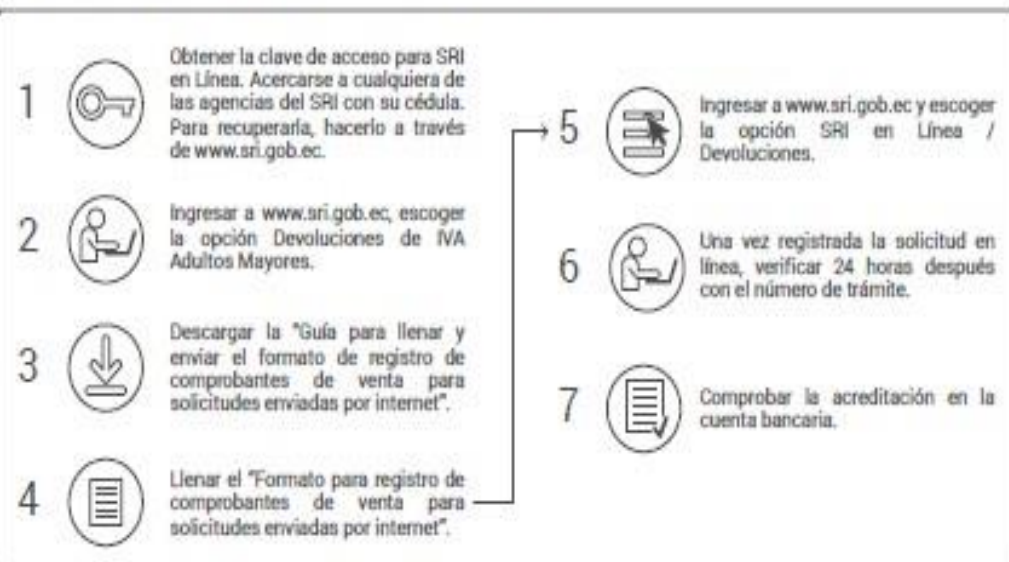 1
Obtener la clave de acceso para SRI
en Línea. Acercarse a cualquiera de
las agencias del SRI con su cédula.
Para recuperarla, hacerlo a través
de www.sri.gob.ec.
2
Ingresar a www.sri.gob.ec, escoger
la opción Devoluciones de IVA
Adultos Mayores.
3
Descargar la "Guía para llenar y
enviar el formato de registro de
comprobantes de venta para
solicitudes enviadas por internet".
4
Llenar el "Formato para registro de
comprobantes de venta para
solicitudes enviadas por internet".
5
Ingresar a www.sri.gob.ec y escoger
la opción SRI en Línea /
Devoluciones.
6
Una vez registrada la solicitud en
línea, verificar 24 horas después
con el número de trámite.
7
Comprobar la acreditación en la
cuenta bancaria.